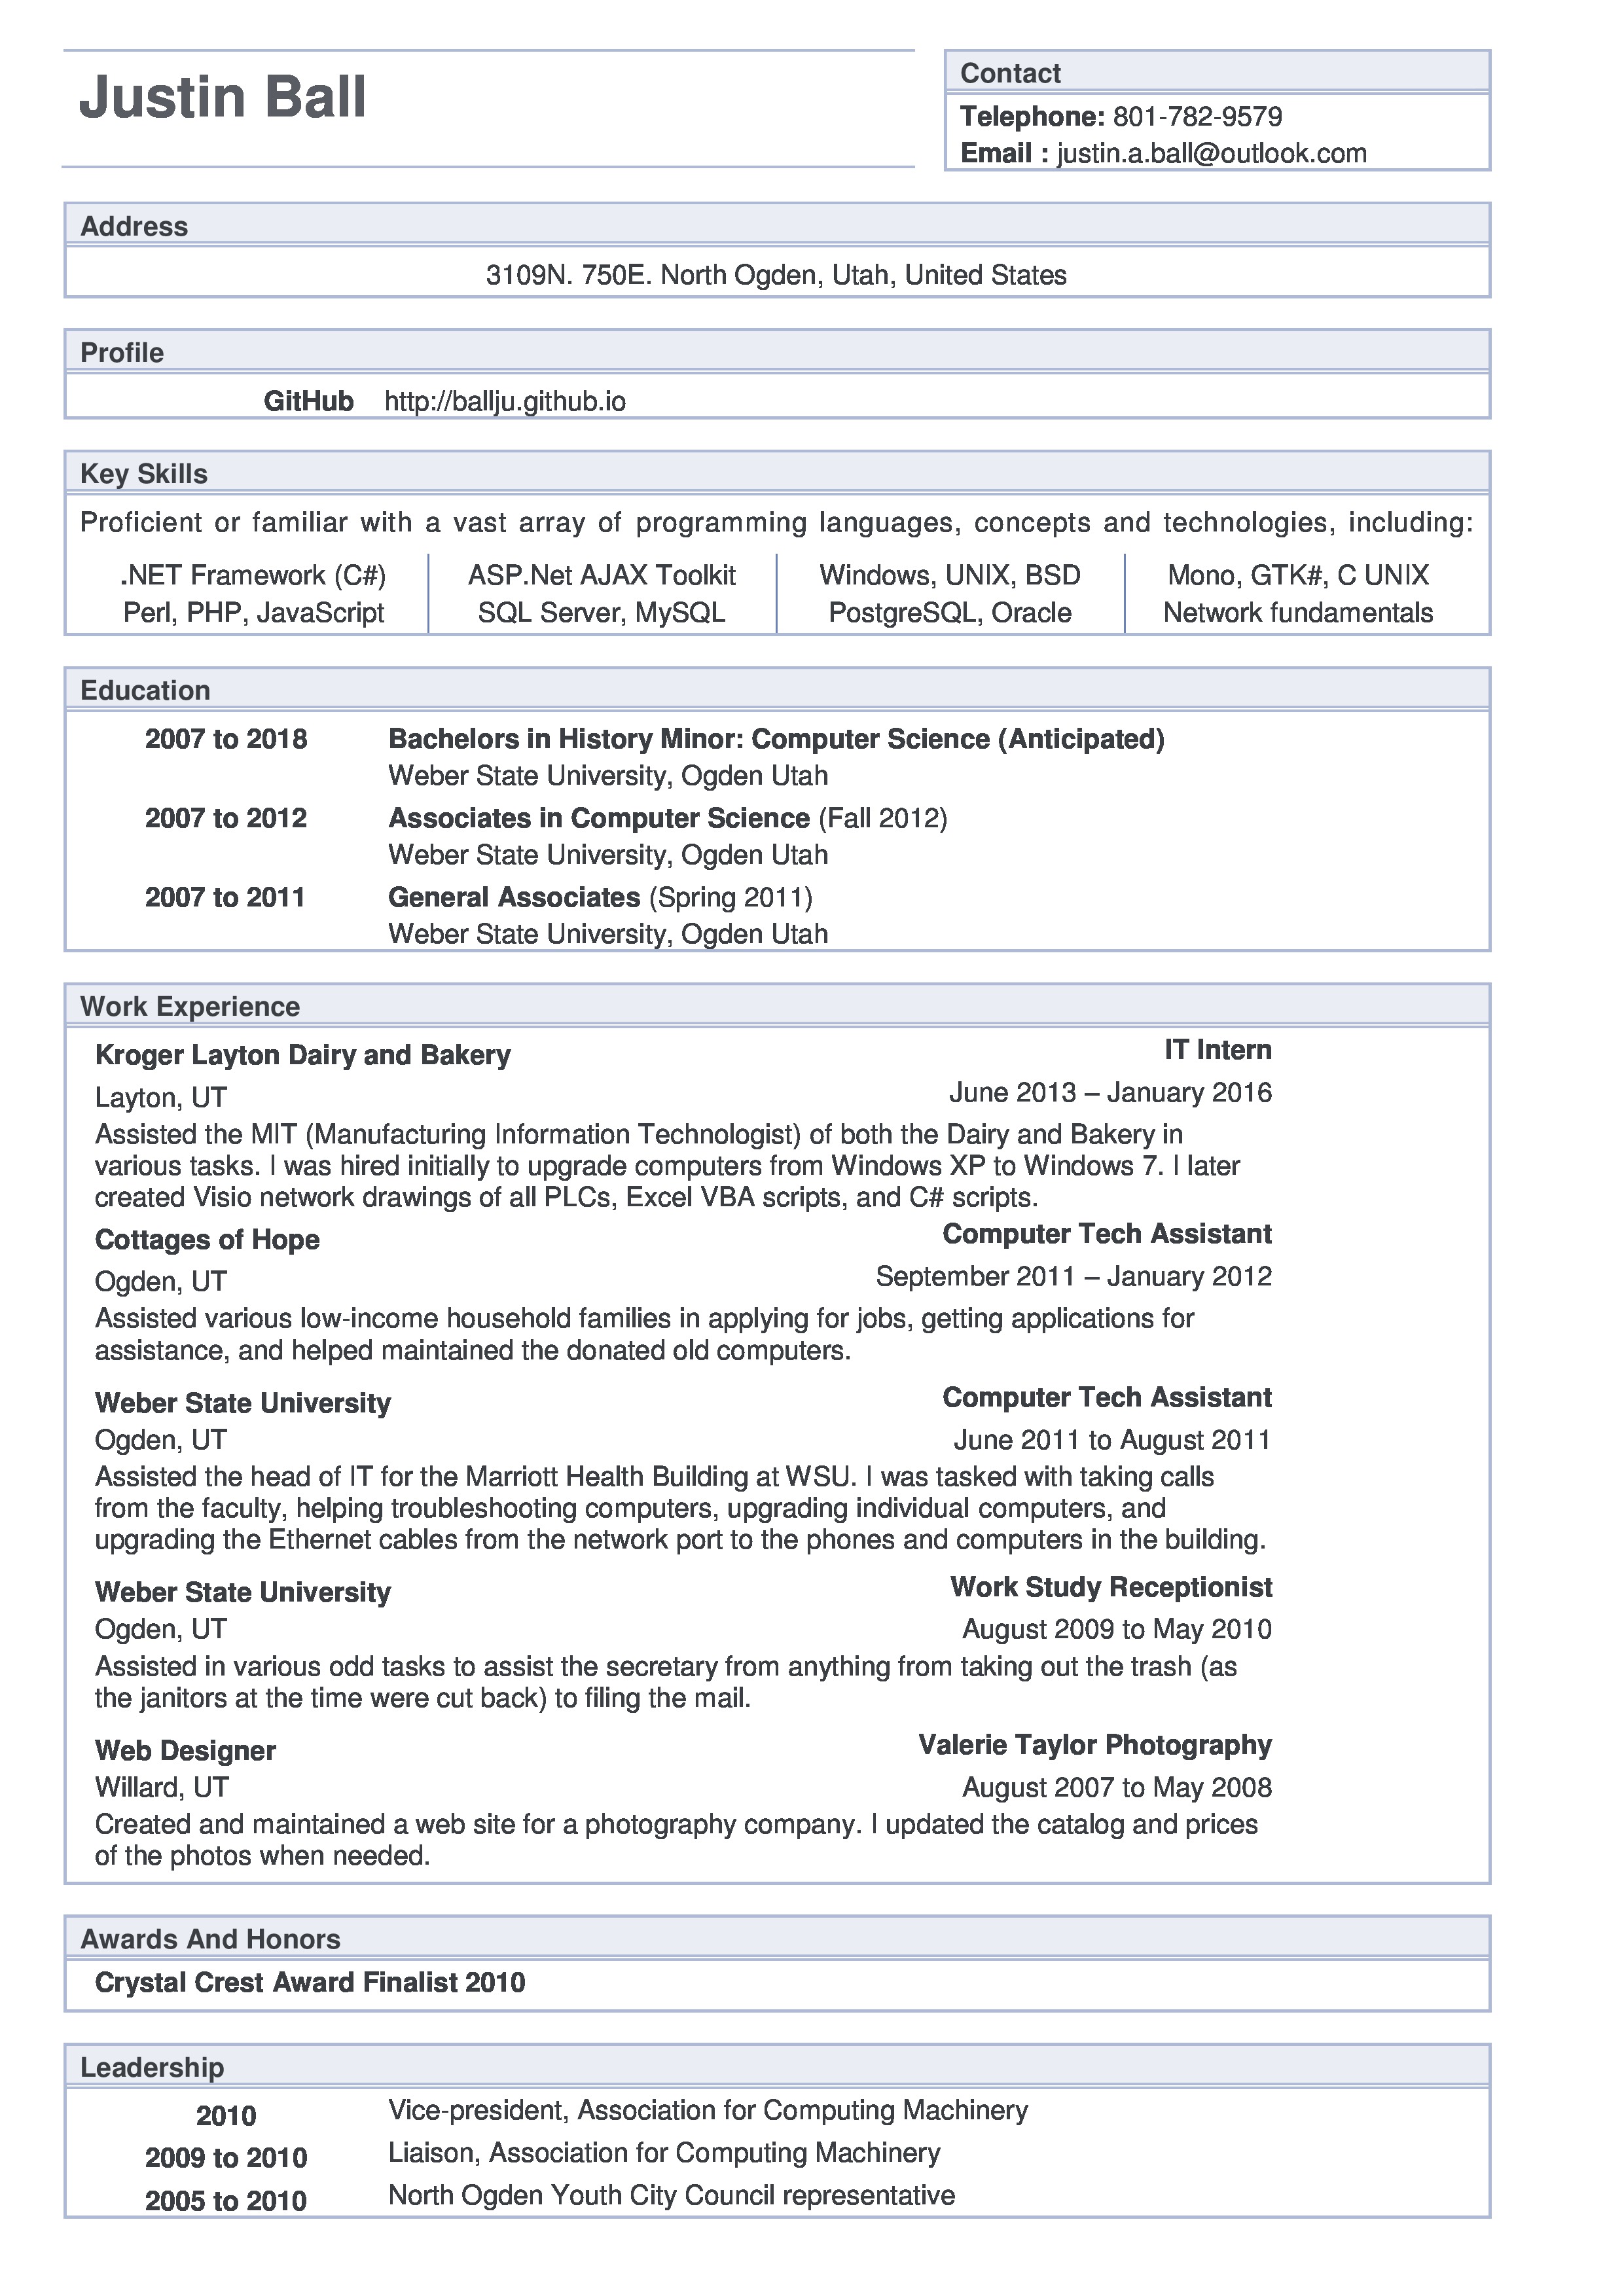 Justin Ball
Contact
Telephone: 801-782-9579
Email : justin.a.ball@outlook.com
Address
3109N. 750E. North Ogden, Utah, United States
Profile
GitHub http://ballju.github.io
Key Skills
Proficient or familiar with a vast array of programming languages, concepts and technologies, including:
.NET Framework (C#) ASP.Net AJAX Toolkit Windows, UNIX, BSD Mono, GTK#, C UNIX
Perl, PHP, JavaScript SQL Server, MySQL PostgreSQL, Oracle Network fundamentals
Education
2007 to 2018 Bachelors in History Minor: Computer Science (Anticipated)
Weber State University, Ogden Utah
2007 to 2012 Associates in Computer Science (Fall 2012)
Weber State University, Ogden Utah
2007 to 2011 General Associates (Spring 2011)
Weber State University, Ogden Utah
Work Experience
Kroger Layton Dairy and Bakery IT Intern
Layton, UT June 2013 – January 2016
Assisted the MIT (Manufacturing Information Technologist) of both the Dairy and Bakery in
various tasks. I was hired initially to upgrade computers from Windows XP to Windows 7. I later
created Visio network drawings of all PLCs, Excel VBA scripts, and C# scripts.
Cottages of Hope Computer Tech Assistant
Ogden, UT September 2011 – January 2012
Assisted various low-income household families in applying for jobs, getting applications for
assistance, and helped maintained the donated old computers.
Weber State University Computer Tech Assistant
Ogden, UT June 2011 to August 2011
Assisted the head of IT for the Marriott Health Building at WSU. I was tasked with taking calls
from the faculty, helping troubleshooting computers, upgrading individual computers, and
upgrading the Ethernet cables from the network port to the phones and computers in the building.
Weber State University Work Study Receptionist
Ogden, UT August 2009 to May 2010
Assisted in various odd tasks to assist the secretary from anything from taking out the trash (as
the janitors at the time were cut back) to filing the mail.
Web Designer Valerie Taylor Photography
Willard, UT August 2007 to May 2008
Created and maintained a web site for a photography company. I updated the catalog and prices
of the photos when needed.
Awards And Honors
Crystal Crest Award Finalist 2010
Leadership
2010 Vice-president, Association for Computing Machinery
2009 to 2010 Liaison, Association for Computing Machinery
2005 to 2010 North Ogden Youth City Council representative